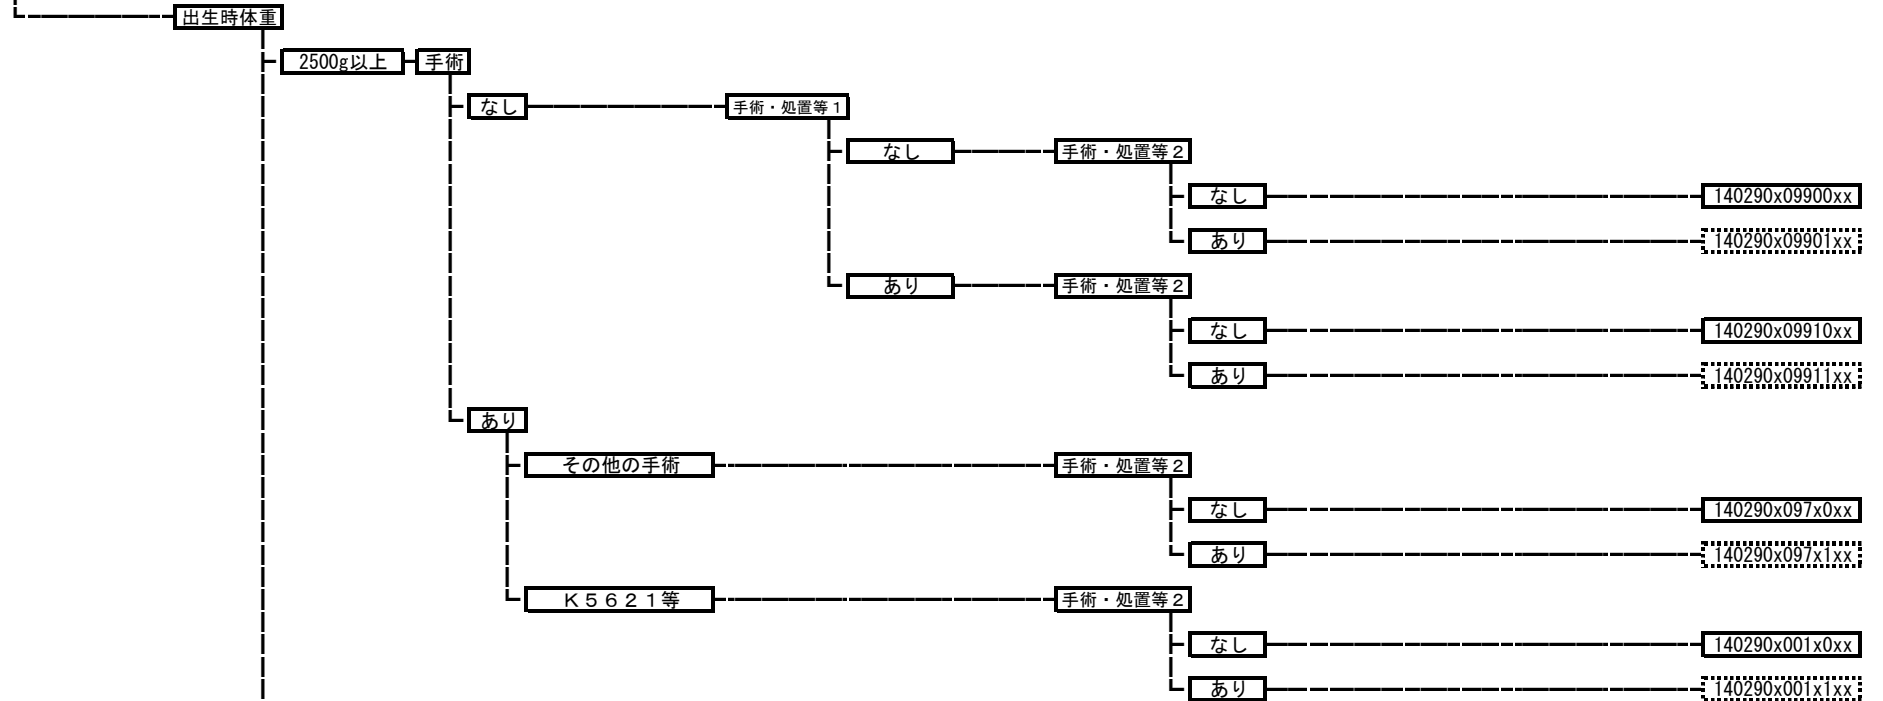 出生時体重
2500g以上 手術
なし 手術・処置等1
なし 手術・処置等2
なし 140290x09900xx
あり 140290x09901xx
あり 手術・処置等2
なし 140290x09910xx
あり 140290x09911xx
あり
その他の手術 手術・処置等2
なし 140290x097x0xx
あり 140290x097x1xx
K5621等 手術・処置等2
なし 140290x001x0xx
あり 140290x001x1xx